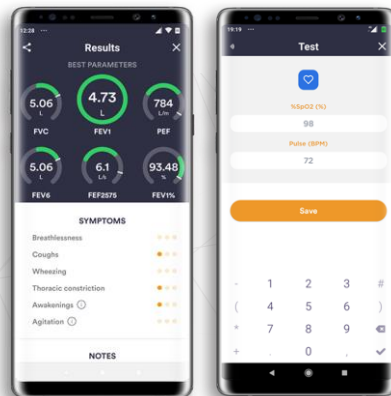 12:28
Results
BEST PARAMETERS
5.06
L
FVC
4.73
L
FEV1
784
L/m
PEF
5.06
L
FEV6
6.1
L/s
FEF2575
93.48
%
FEV1%
SYMPTOMS
Breathlessness
Coughs
Wheezing
Thoracic constriction
Awakenings
Agitation
NOTES
19:19
Test
%SpO2 (%)
98
Pulse (BPM)
72
Save
- 1 2 3 #
( 4 5 6 )
* 7 8 9
+ . 0 ,